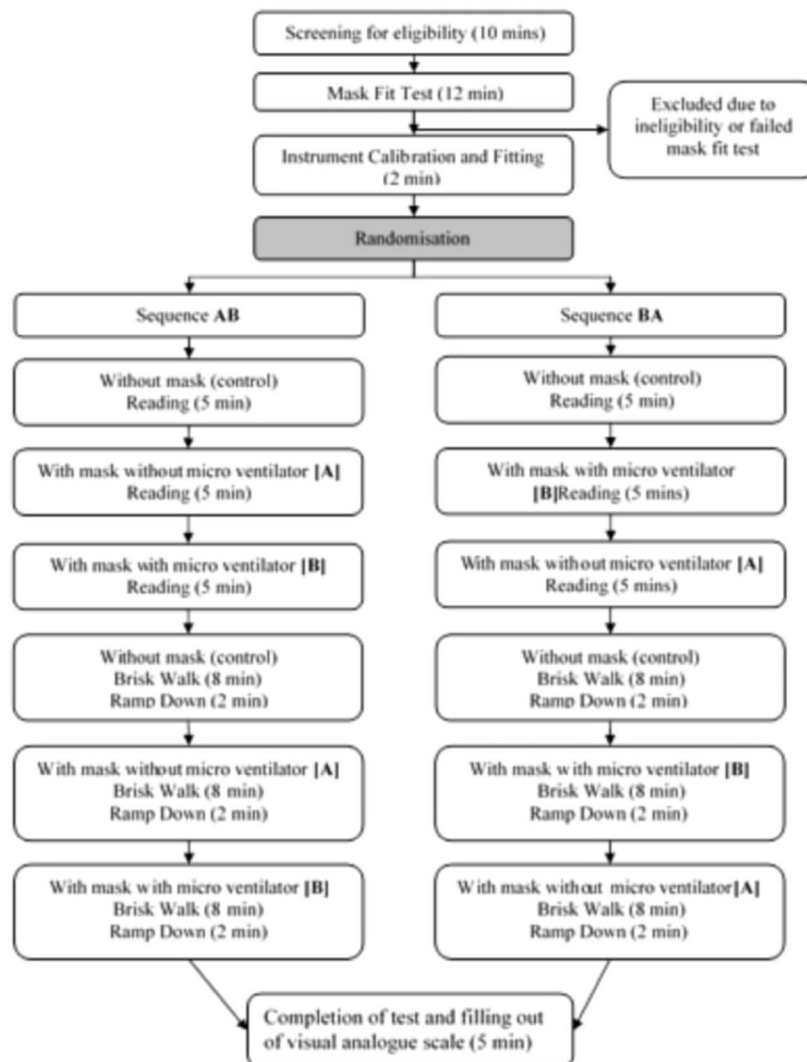 Screening for eligibility (10 mins)
Mask Fit Test (12 min)
Excluded due to
ineligibility or failed
mask fit test
Instrument Calibration and Fitting
(2 min)
Randomisation
Sequence AB
Without mask (control)
Reading (5 min)
With mask without micro ventilator [A]
Reading (5 min)
With mask with micro ventilator [B]
Reading (5 min)
Without mask (control)
Brisk Walk (8 min)
Ramp Down (2 min)
With mask without micro ventilator [A]
Brisk Walk (8 min)
Ramp Down (2 min)
With mask with micro ventilator [B]
Brisk Walk (8 min)
Ramp Down (2 min)
Sequence BA
Without mask (control)
Reading (5 min)
With mask with micro ventilator
[B]Reading (5 mins)
With mask without micro ventilator [A]
Reading (5 mins)
Without mask (control)
Brisk Walk (8 min)
Ramp Down (2 min)
With mask with micro ventilator [B]
Brisk Walk (8 min)
Ramp Down (2 min)
With mask without micro ventilator[A]
Brisk Walk (8 min)
Ramp Down (2 min)
Completion of test and filling out
of visual analogue scale (5 min)